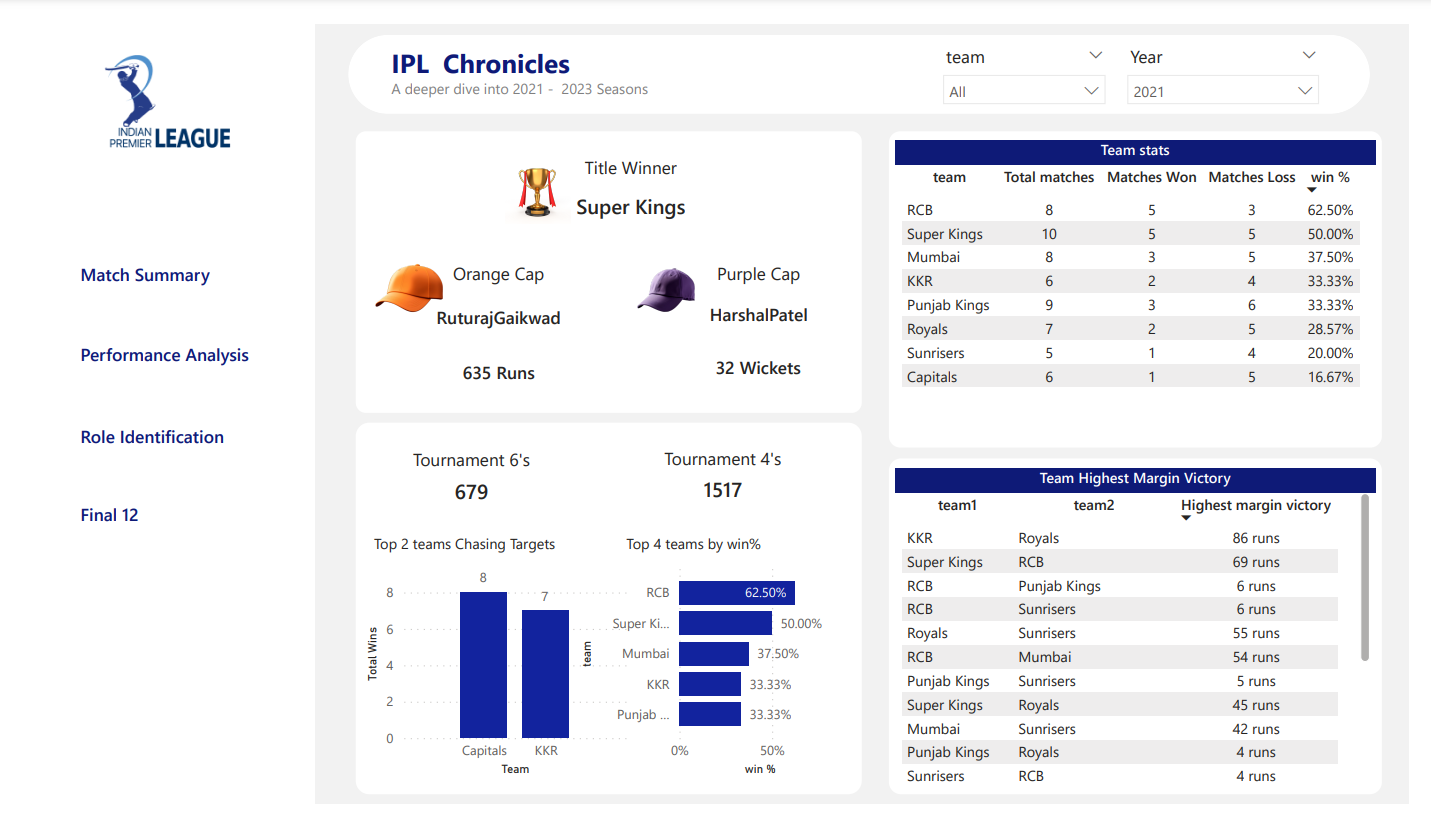 INDIAN
PREMIER LEAGUE
Match Summary
Performance Analysis
Role Identification
Final 12
IPL Chronicles
A deeper dive into 2021 - 2023 Seasons
team
All
Year
2021
Title Winner
Super Kings
Orange Cap
RuturajGaikwad
635 Runs
Purple Cap
HarshalPatel
32 Wickets
Team stats
team Total matches Matches Won Matches Loss win %
RCB 8 5 3 62.50%
Super Kings 10 5 5 50.00%
Mumbai 8 3 5 37.50%
KKR 6 2 4 33.33%
Punjab Kings 9 3 6 33.33%
Royals 7 2 5 28.57%
Sunrisers 5 1 4 20.00%
Capitals 6 1 5 16.67%
Tournament 6's
679
Tournament 4's
1517
Top 2 teams Chasing Targets
Total Wins
8
6
4
2
0
8
7
Capitals KKR
Team
Top 4 teams by win%
team
RCB 62.50%
Super Ki... 50.00%
Mumbai 37.50%
KKR 33.33%
Punjab ... 33.33%
0% 50%
win %
Team Highest Margin Victory
team1 team2 Highest margin victory
KKR Royals 86 runs
Super Kings RCB 69 runs
RCB Punjab Kings 6 runs
RCB Sunrisers 6 runs
Royals Sunrisers 55 runs
RCB Mumbai 54 runs
Punjab Kings Sunrisers 5 runs
Super Kings Royals 45 runs
Mumbai Sunrisers 42 runs
Punjab Kings Royals 4 runs
Sunrisers RCB 4 runs